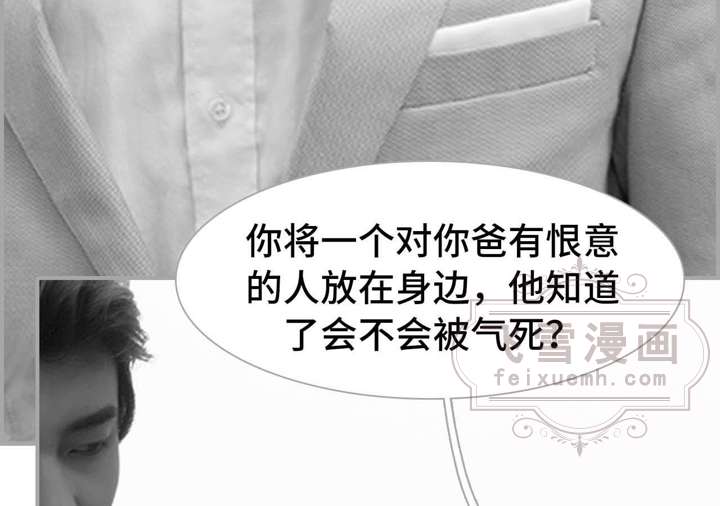 你将一个对你爸有恨意
的人放在身边，他知道
了会不会被气死？
飞雪漫画
feixuemh.com